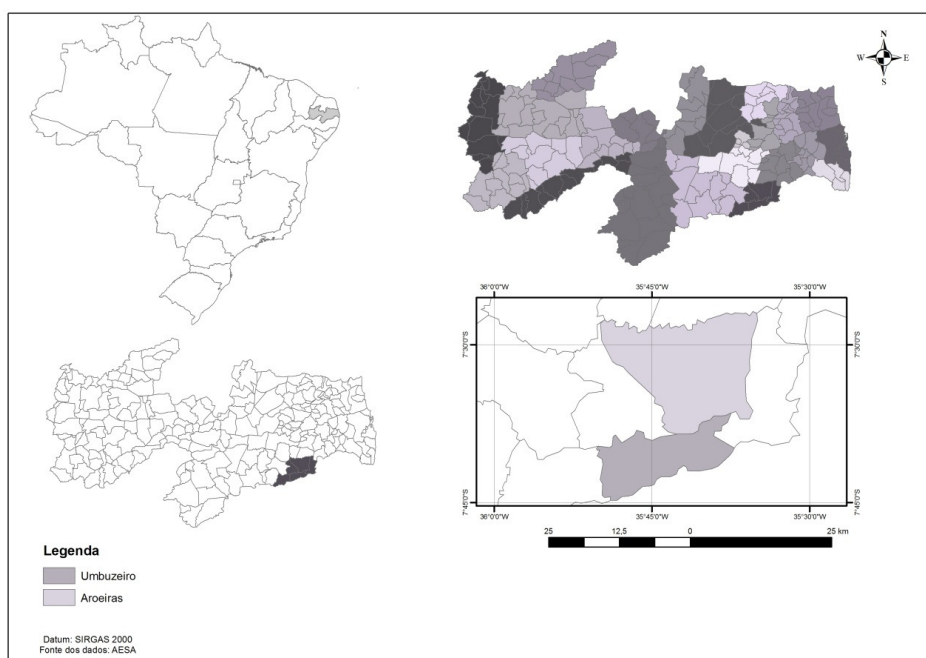 N
W E
S
36°0'0"W 35°45'0"W 35°30'0"W
7°30'0"S 7°30'0"S
7°45'0"S 7°45'0"S
36°0'0"W 35°45'0"W 35°30'0"W
25 12,5 0 25 km
Legenda
Umbuzeiro
Aroeiras
Datum: SIRGAS 2000
Fonte dos dados: AESA